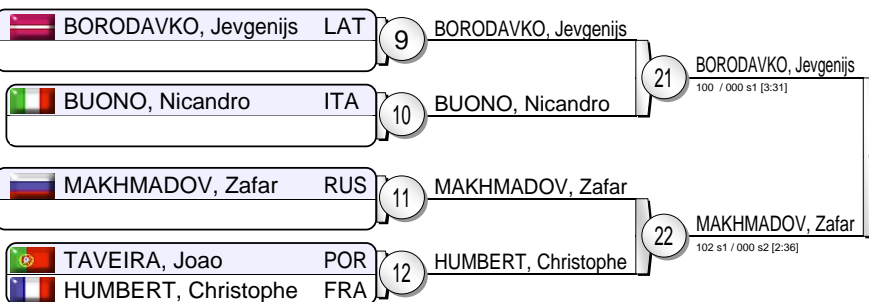 BORODAVKO, Jevgenijs LAT
9
BORODAVKO, Jevgenijs
BUONO, Nicandro ITA
10
BUONO, Nicandro
21
BORODAVKO, Jevgenijs
100 / 000 s1 [3:31]
MAKHMADOV, Zafar RUS
11
MAKHMADOV, Zafar
TAVEIRA, Joao POR
HUMBERT, Christophe FRA
12
HUMBERT, Christophe
22
MAKHMADOV, Zafar
102 s1 / 000 s2 [2:36]